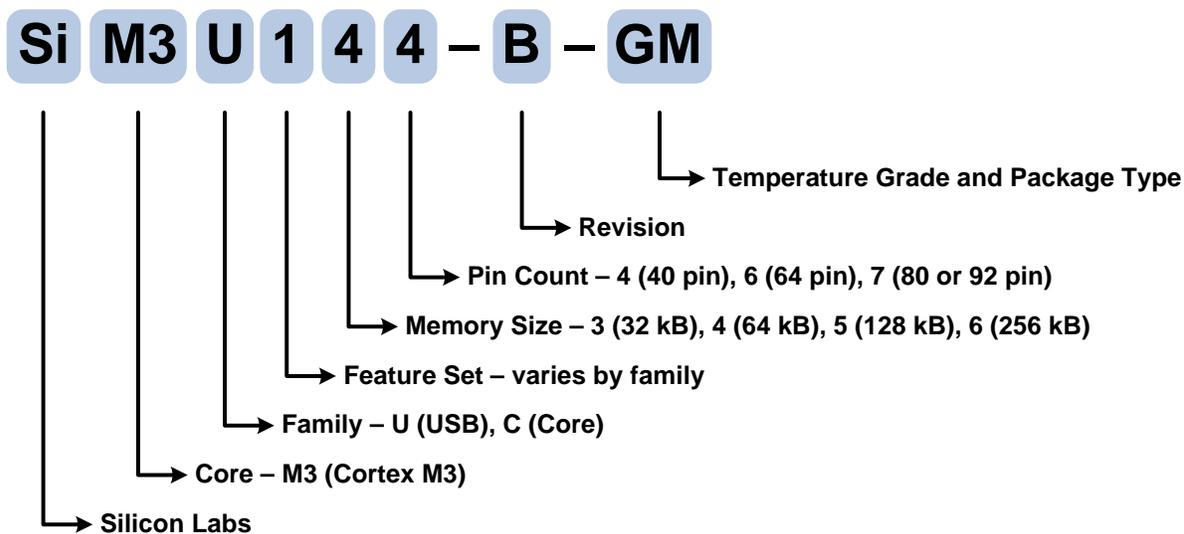 Si M3 U 1 4 4 – B – GM
Temperature Grade and Package Type
Revision
Pin Count – 4 (40 pin), 6 (64 pin), 7 (80 or 92 pin)
Memory Size – 3 (32 kB), 4 (64 kB), 5 (128 kB), 6 (256 kB)
Feature Set – varies by family
Family – U (USB), C (Core)
Core – M3 (Cortex M3)
Silicon Labs